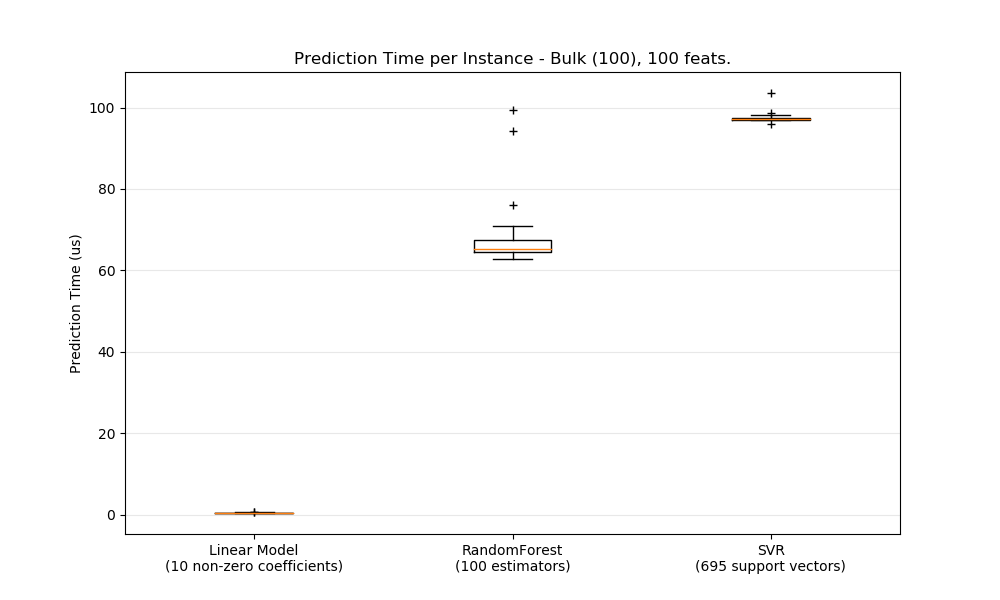 Prediction Time per Instance - Bulk (100), 100 feats.
Prediction Time (us)
100
80
60
40
20
0
Linear Model
(10 non-zero coefficients)
RandomForest
(100 estimators)
SVR
(695 support vectors)